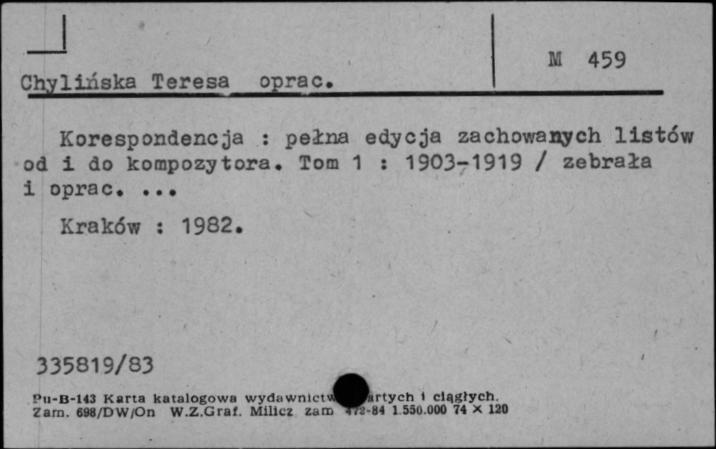 M 459
Chylińska Teresa oprac.
Korespondencja : pełna edycja zachowanych listów
od i do kompozytora. Tom 1 : 1903-1919 / zebrała
i oprac. ...
Kraków : 1982.
335819/83
Pu-B-143 Karta katalogowa wydawnictw i ciągłych.
Zam. 698/DW/On W.Z.Graf. Milicz zam -84 1.550.000 74 × 120